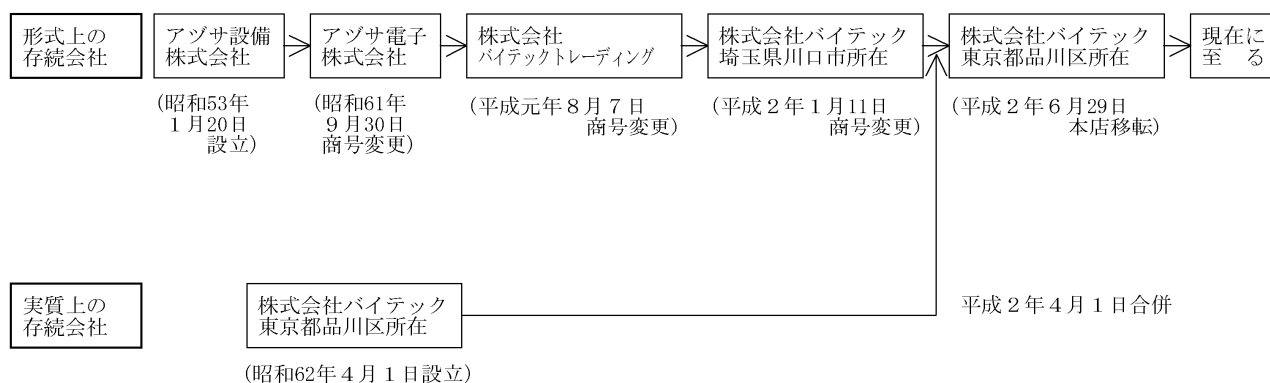 形式上の
存続会社
アヅサ設備
株式会社
アヅサ電子
株式会社
株式会社
バイテックトレーディング
株式会社バイテック
埼玉県川口市所在
株式会社バイテック
東京都品川区所在
現在に
至　る
(昭和53年
1月20日
設立)
(昭和61年
9月30日
商号変更)
(平成元年8月7日
商号変更)
(平成2年1月11日
商号変更)
(平成2年6月29日
本店移転)
実質上の
存続会社
株式会社バイテック
東京都品川区所在
平成2年4月1日合併
(昭和62年4月1日設立)